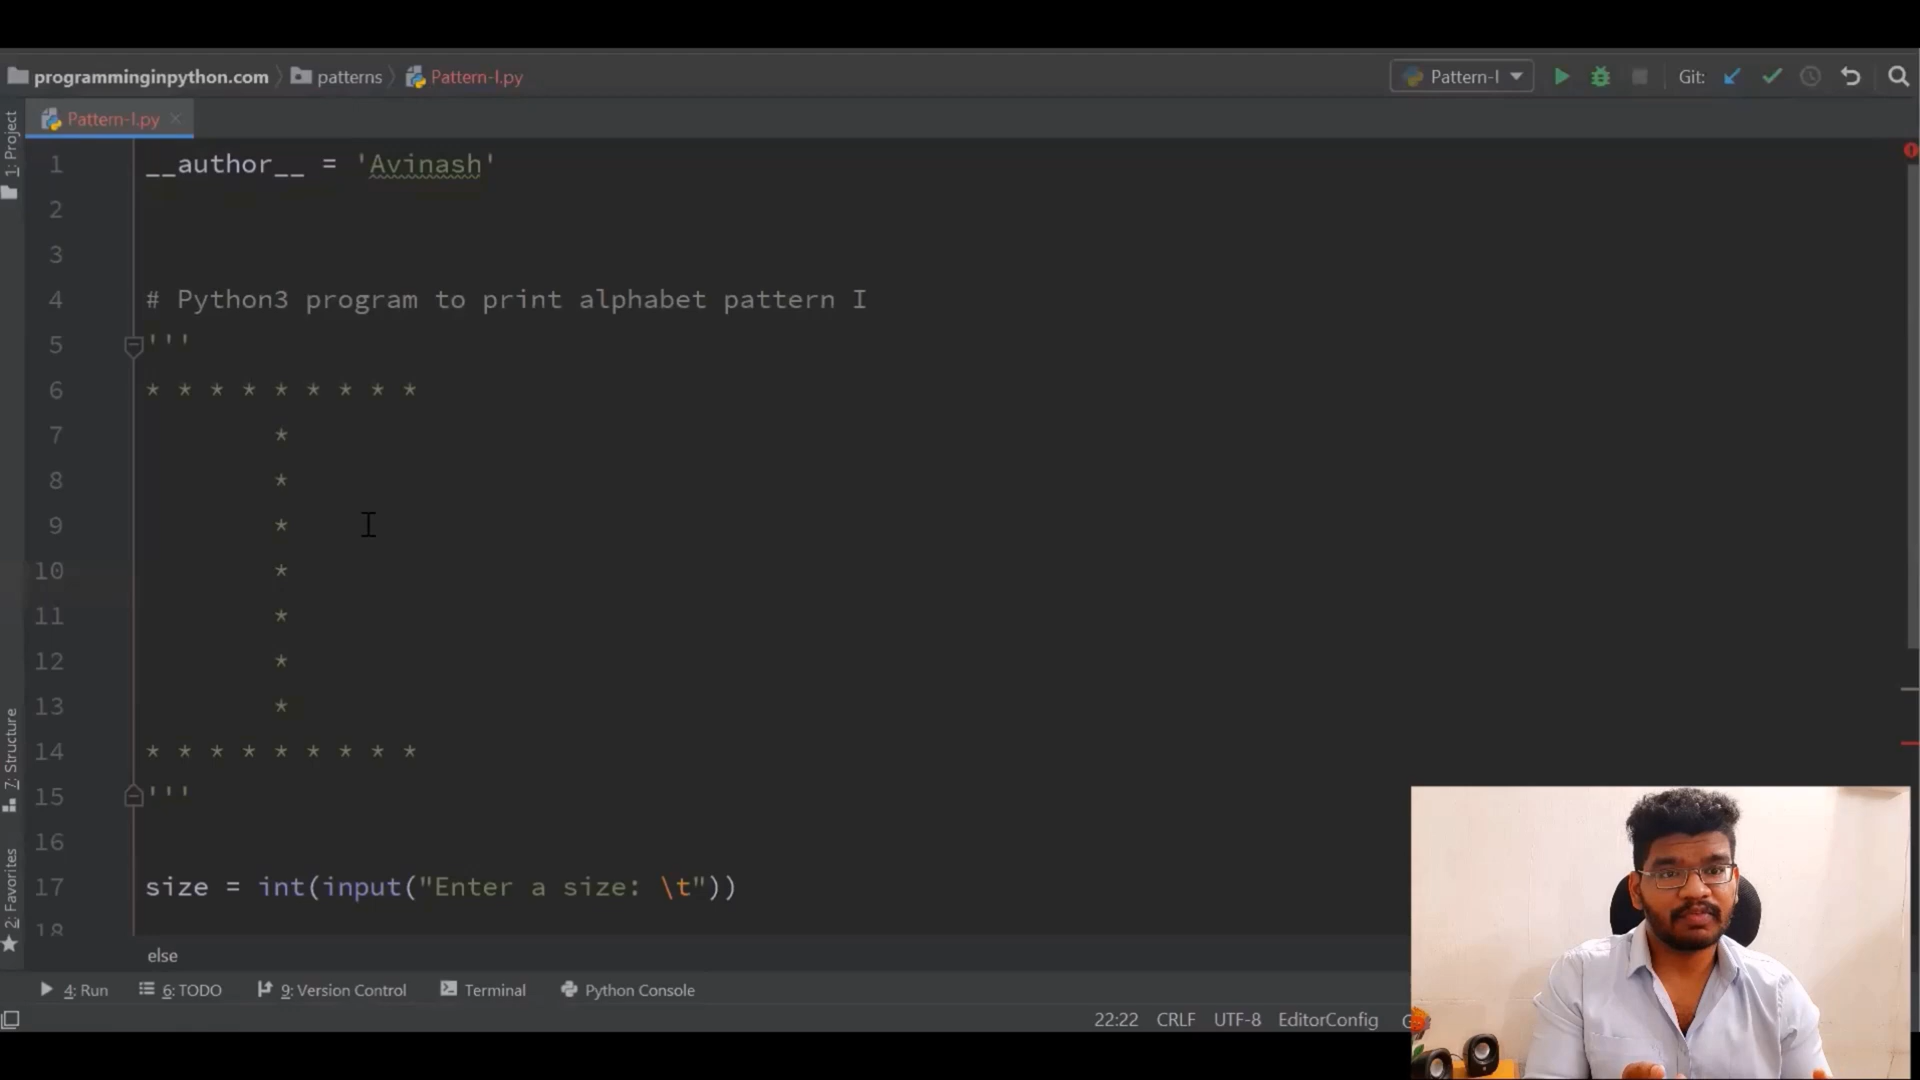 programminginpython.com patterns Pattern-I.py Pattern-I Git:
Pattern-I.py
1: Project
1 __author__ = 'Avinash'
2
3
4 # Python3 program to print alphabet pattern I
5 '''
6 * * * * * * * * *
7 *
8 *
9 *
10 *
11 *
12 *
13 *
14 * * * * * * * * *
15 '''
16
17 size = int(input("Enter a size: \t"))
18
7: Structure
2: Favorites
else
4: Run 6: TODO 9: Version Control Terminal Python Console
22:22 CRLF UTF-8 EditorConfig